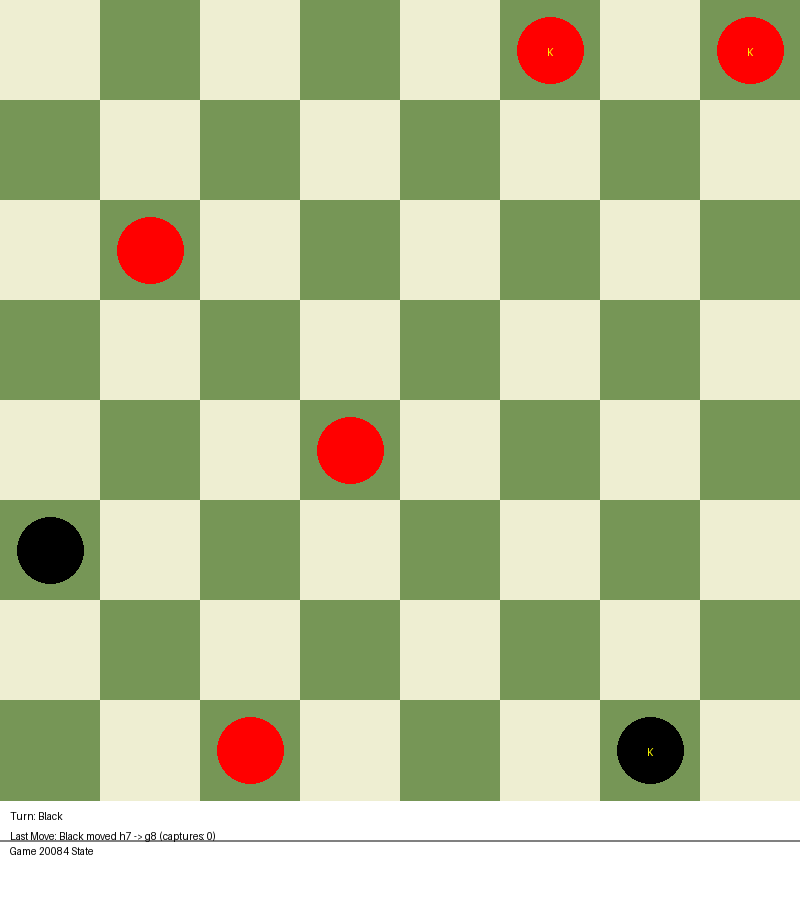 K
K
K
Turn: Black
Last Move: Black moved h7 -> g8 (captures: 0)
Game 20084 State